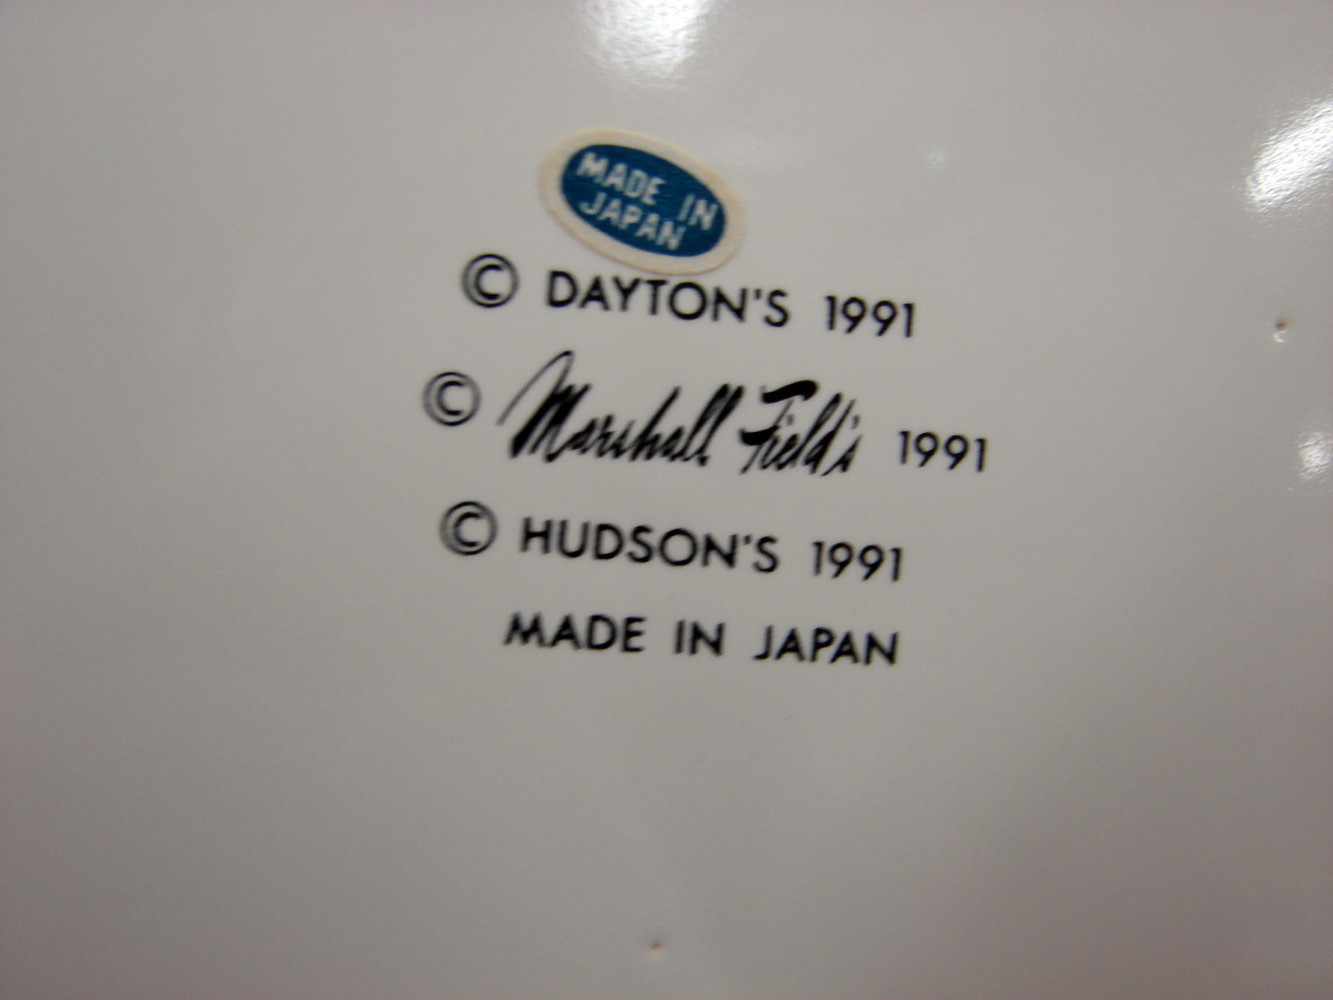 MADE IN
JAPAN
© DAYTON'S 1991
© Marshall Field's 1991
© HUDSON'S 1991
MADE IN JAPAN